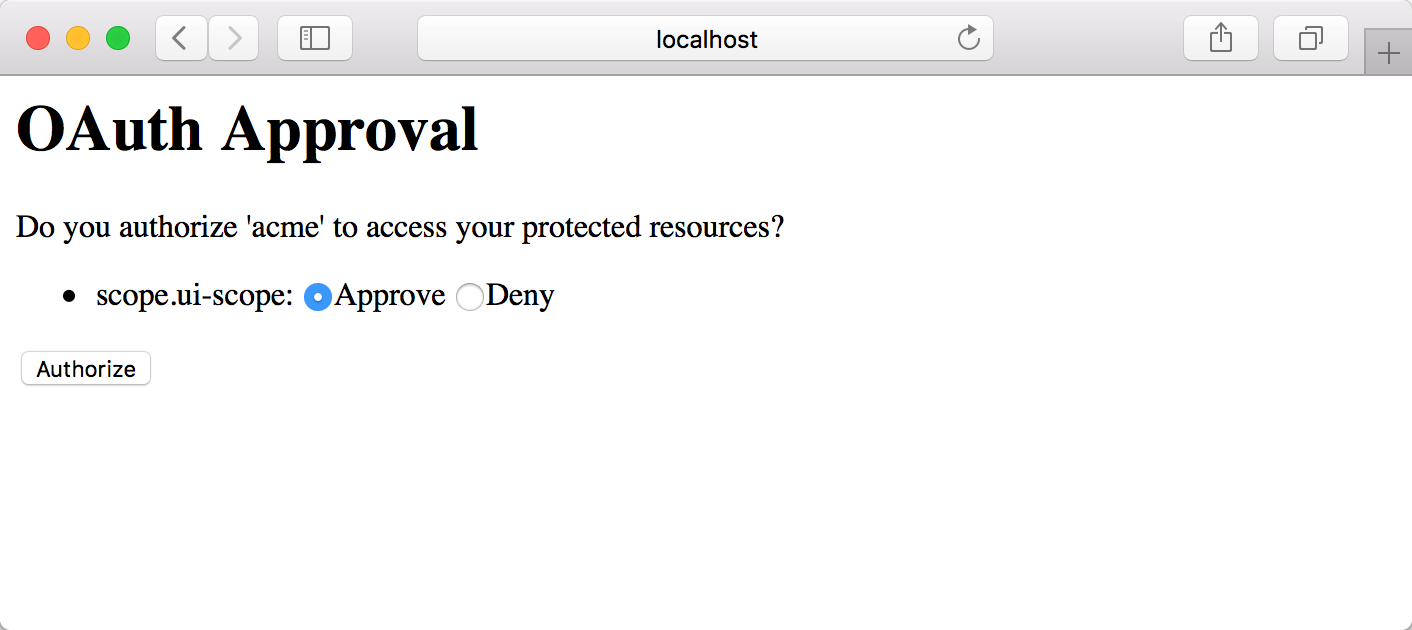 localhost
OAuth Approval
Do you authorize 'acme' to access your protected resources?
scope.ui-scope: Approve Deny
Authorize